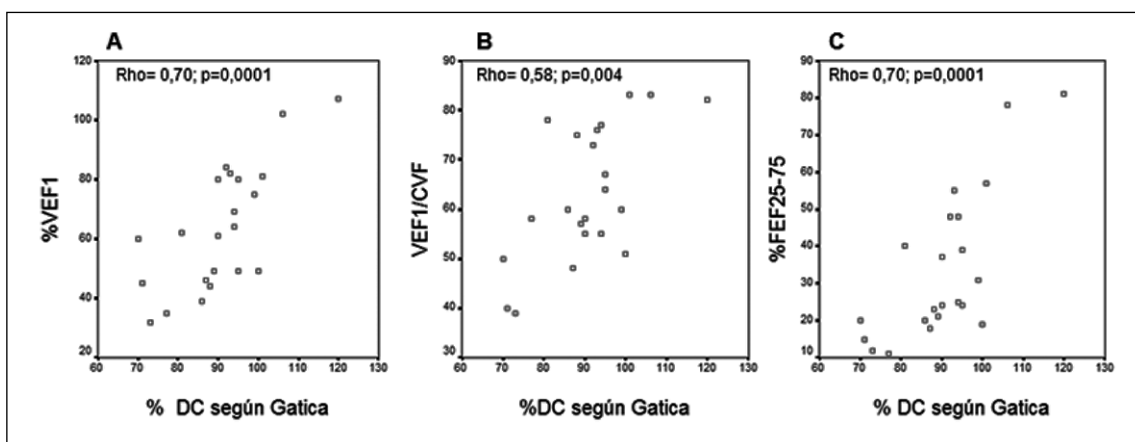 A
Rho= 0,70; p=0,0001
120
100
80
60
40
20
60 70 80 90 100 110 120 130
%VEF1
% DC según Gatica
B
Rho= 0,58; p=0,004
90
80
70
60
50
40
30
60 70 80 90 100 110 120 130
VEF1/CVF
%DC según Gatica
C
Rho= 0,70; p=0,0001
90
80
70
60
50
40
30
20
10
60 70 80 90 100 110 120 130
%FEF25-75
% DC según Gatica